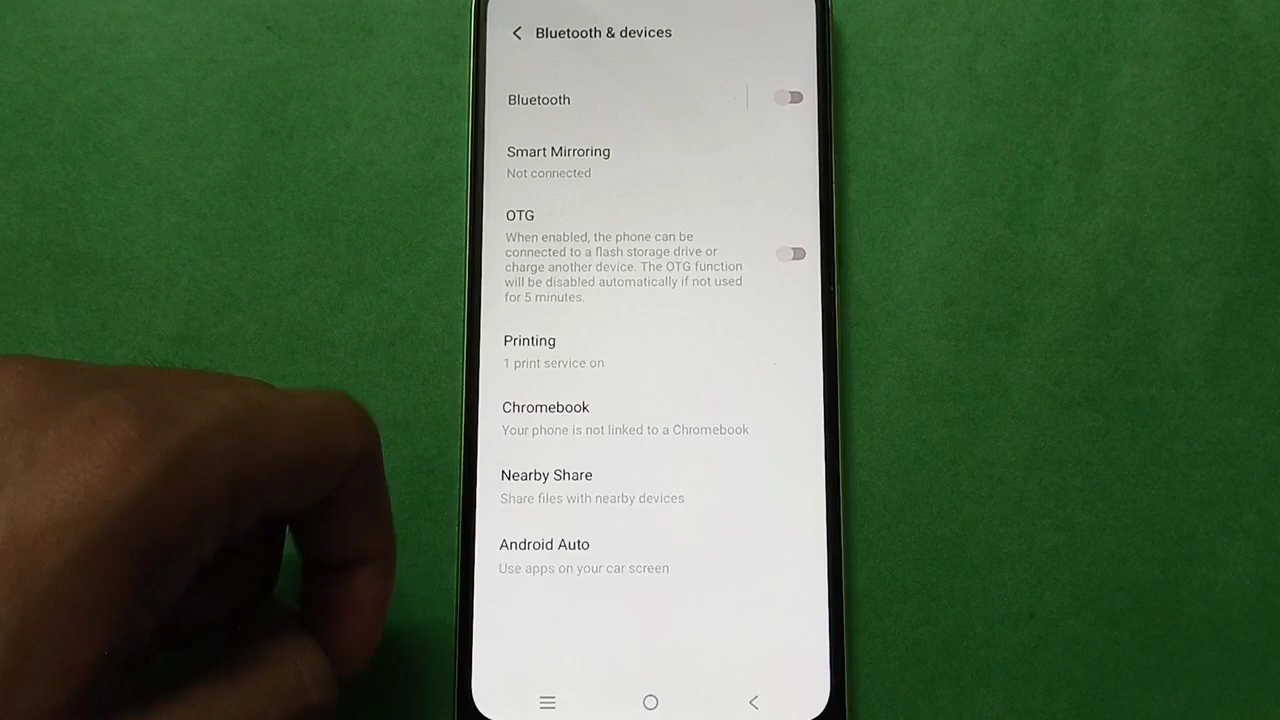 Bluetooth & devices
Bluetooth
Smart Mirroring
Not connected
OTG
When enabled, the phone can be
connected to a flash storage drive or
charge another device. The OTG function
will be disabled automatically if not used
for 5 minutes.
Printing
1 print service on
Chromebook
Your phone is not linked to a Chromebook
Nearby Share
Share files with nearby devices
Android Auto
Use apps on your car screen